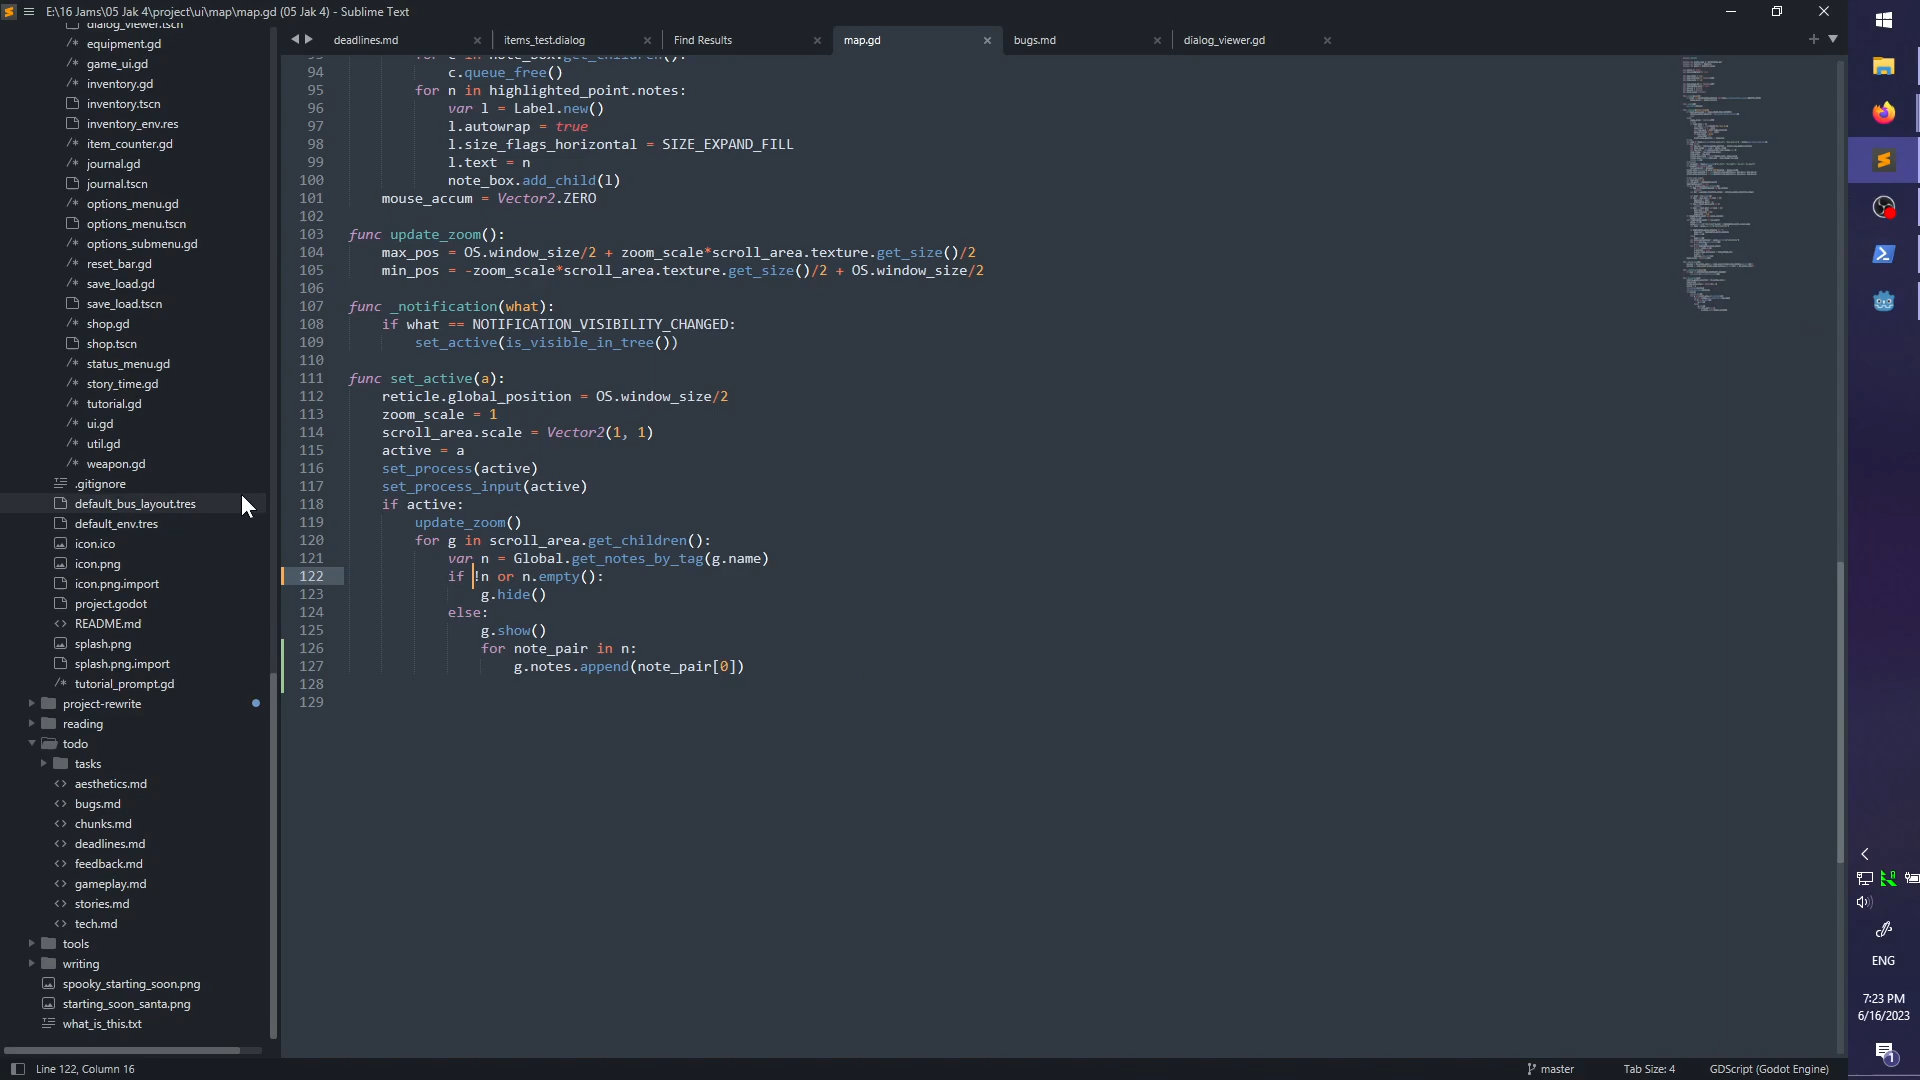 E:\16 Jams\05 Jak 4\project\ui\map\map.gd (05 Jak 4) - Sublime Text
deadlines.md
items_test.dialog
Find Results
map.gd
bugs.md
dialog_viewer.gd
dialog_viewer.tscn
equipment.gd
game_ui.gd
inventory.gd
inventory.tscn
inventory_env.res
item_counter.gd
journal.gd
journal.tscn
options_menu.gd
options_menu.tscn
options_submenu.gd
reset_bar.gd
save_load.gd
save_load.tscn
shop.gd
shop.tscn
status_menu.gd
story_time.gd
tutorial.gd
ui.gd
util.gd
weapon.gd
.gitignore
default_bus_layout.tres
default_env.tres
icon.ico
icon.png
icon.png.import
project.godot
README.md
splash.png
splash.png.import
tutorial_prompt.gd
project-rewrite
reading
todo
tasks
aesthetics.md
bugs.md
chunks.md
deadlines.md
feedback.md
gameplay.md
stories.md
tech.md
tools
writing
spooky_starting_soon.png
starting_soon_santa.png
what_is_this.txt
93 for c in note_box.get_children():
94 c.queue_free()
95 for n in highlighted_point.notes:
96 var l = Label.new()
97 l.autowrap = true
98 l.size_flags_horizontal = SIZE_EXPAND_FILL
99 l.text = n
100 note_box.add_child(l)
101 mouse_accum = Vector2.ZERO
102
103 func update_zoom():
104 max_pos = OS.window_size/2 + zoom_scale*scroll_area.texture.get_size()/2
105 min_pos = -zoom_scale*scroll_area.texture.get_size()/2 + OS.window_size/2
106
107 func _notification(what):
108 if what == NOTIFICATION_VISIBILITY_CHANGED:
109 set_active(is_visible_in_tree())
110
111 func set_active(a):
112 reticle.global_position = OS.window_size/2
113 zoom_scale = 1
114 scroll_area.scale = Vector2(1, 1)
115 active = a
116 set_process(active)
117 set_process_input(active)
118 if active:
119 update_zoom()
120 for g in scroll_area.get_children():
121 var n = Global.get_notes_by_tag(g.name)
122 if !n or n.empty():
123 g.hide()
124 else:
125 g.show()
126 for note_pair in n:
127 g.notes.append(note_pair[0])
128
129
ENG
7:23 PM
6/16/2023
1
Line 122, Column 16
master
Tab Size: 4
GDScript (Godot Engine)